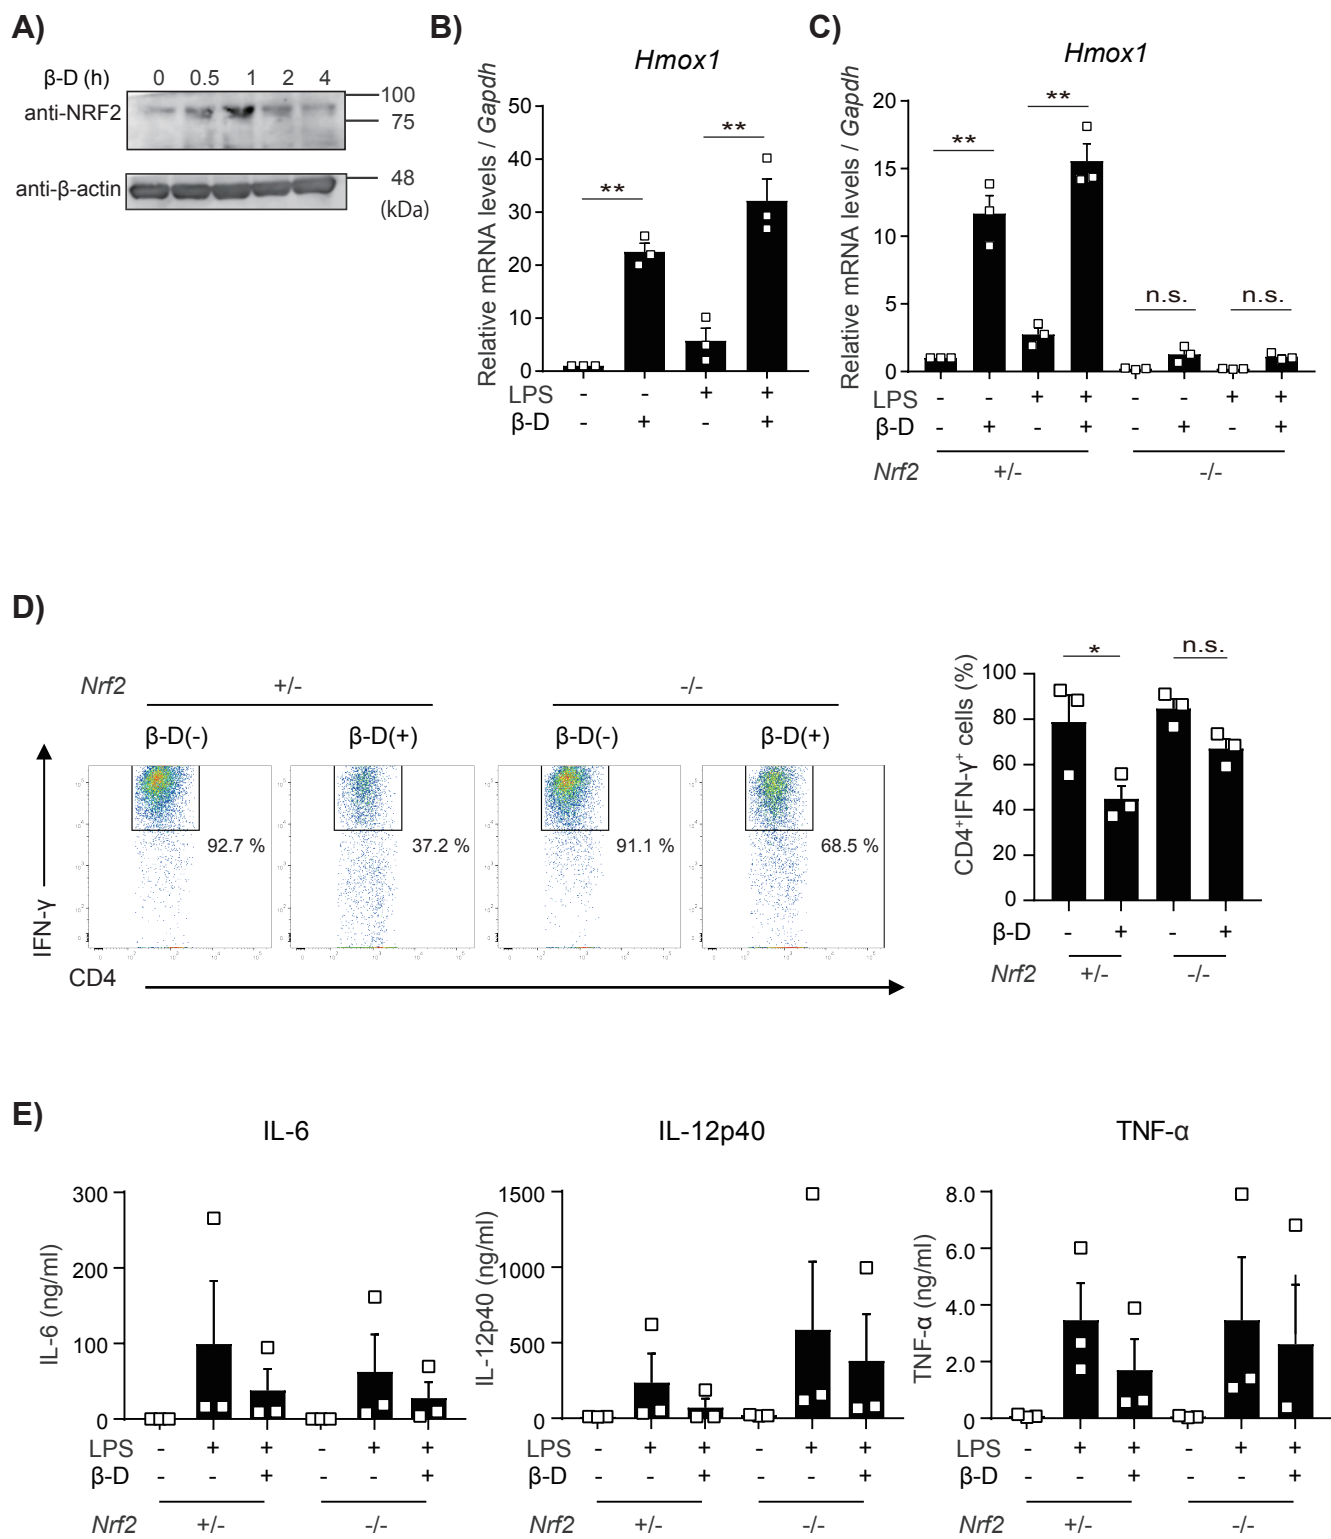 A)
β-D (h) 0 0.5 1 2 4
anti-NRF2
100
75
anti-β-actin
48
(kDa)
B)
Hmox1
Relative mRNA levels / Gapdh
50
40
30
20
10
0
** **
LPS - - + +
β-D - + - +
C)
Hmox1
Relative mRNA levels / Gapdh
20
15
10
5
0
** ** n.s. n.s.
LPS - - + + - - + +
β-D - + - + - + - +
Nrf2 +/- -/-
D)
Nrf2 +/- -/-
β-D(-) β-D(+) β-D(-) β-D(+)
92.7 % 37.2 % 91.1 % 68.5 %
IFN-γ
CD4
CD4⁺IFN-γ⁺ cells (%)
100
80
60
40
20
0
* n.s.
β-D - + - +
Nrf2 +/- -/-
E)
IL-6
IL-6 (ng/ml)
300
200
100
0
LPS - + + - + +
β-D - - + - - +
Nrf2 +/- -/-
IL-12p40
IL-12p40 (ng/ml)
1500
1000
500
0
- + + - + +
- - + - - +
Nrf2 +/- -/-
TNF-α
TNF-α (ng/ml)
8.0
6.0
4.0
2.0
0
LPS - + + - + +
β-D - - + - - +
Nrf2 +/- -/-